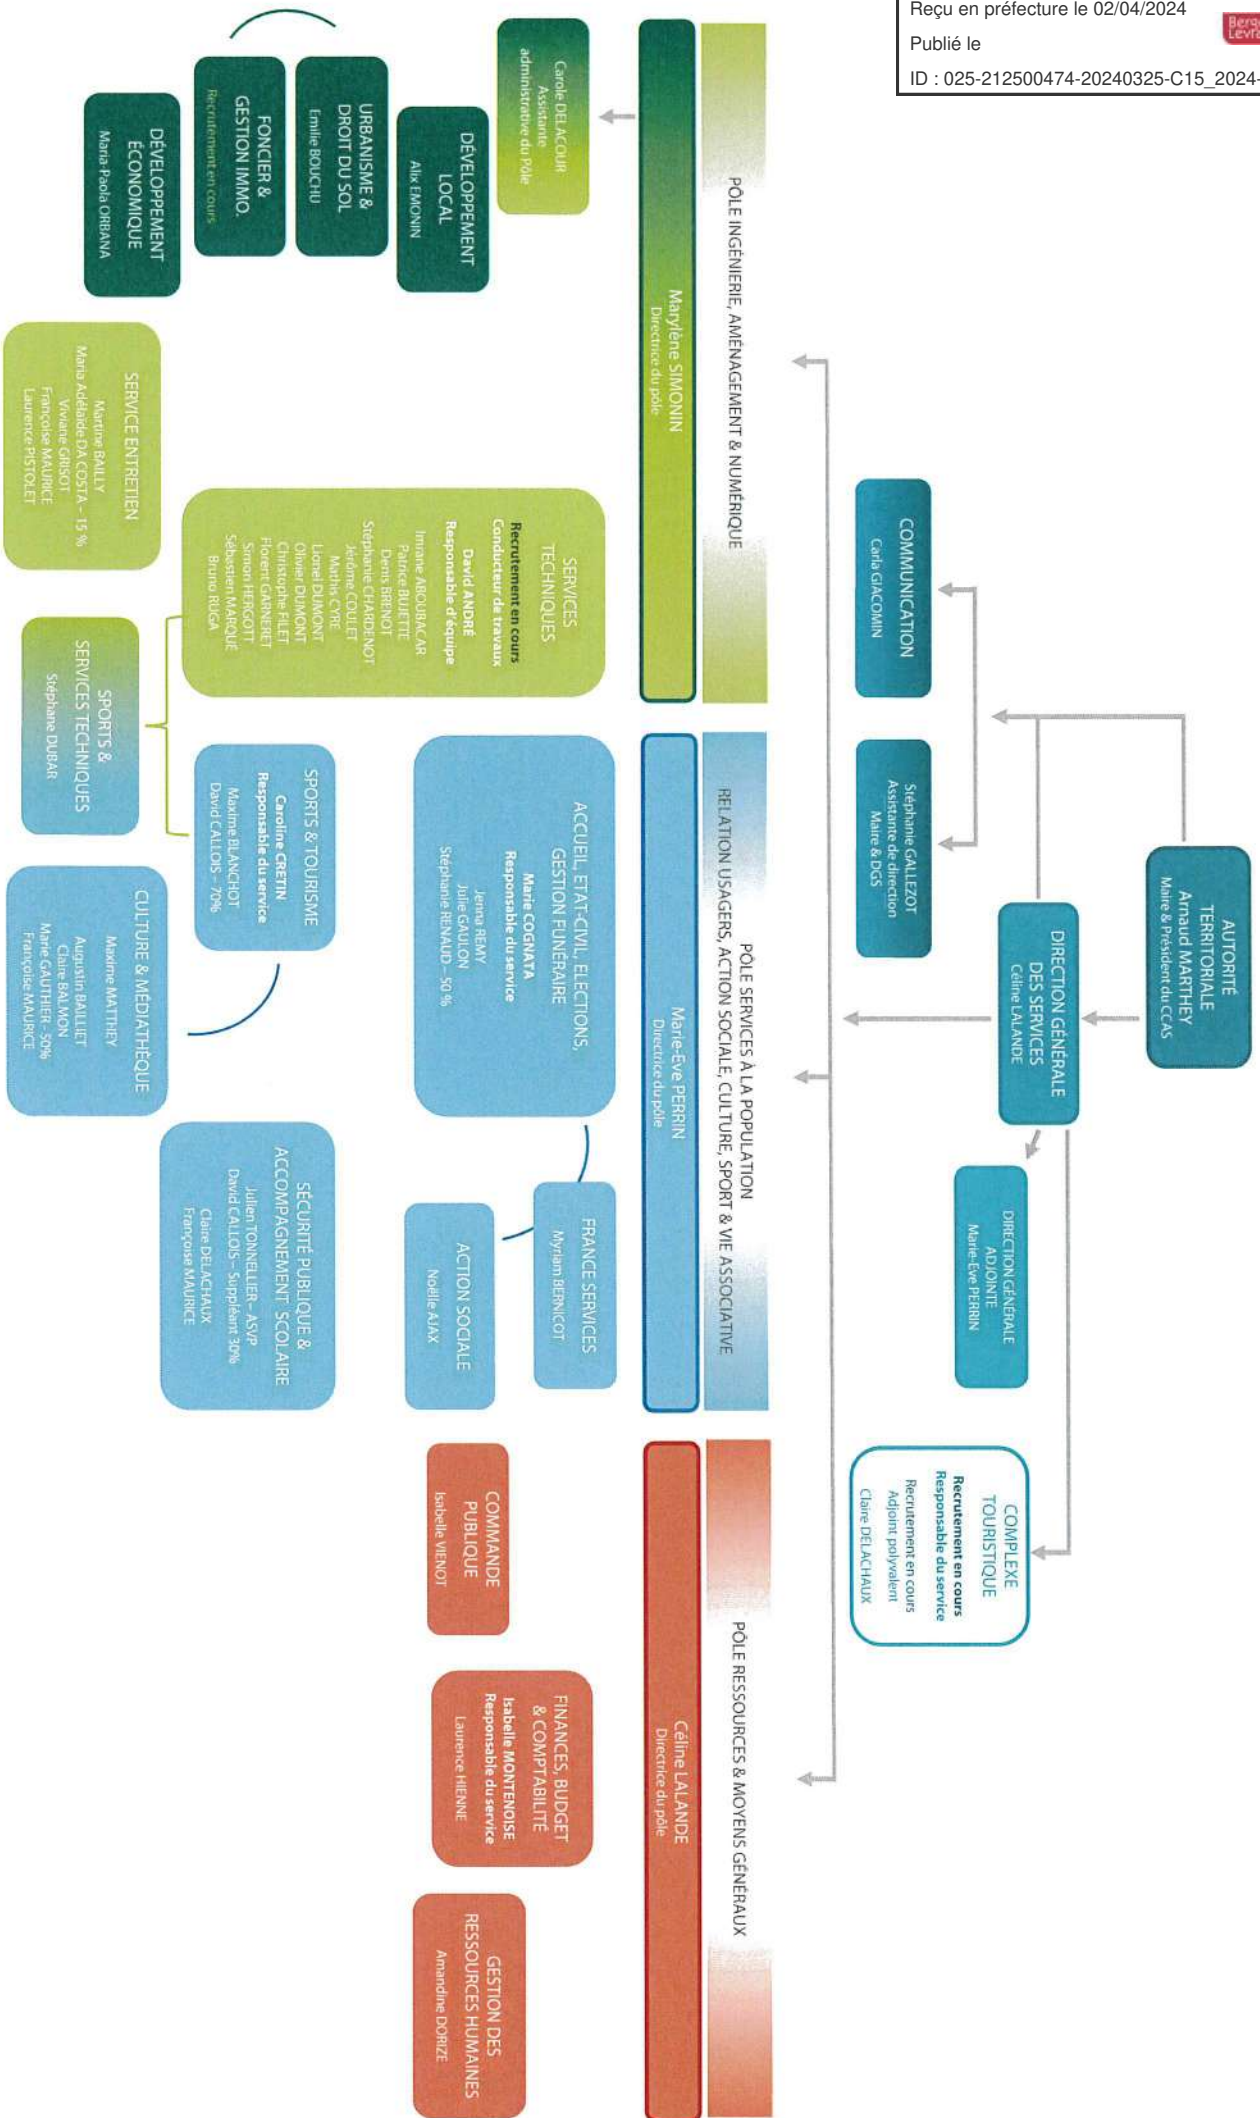 Reçu en préfecture le 02/04/2024
Publié le
ID : 025-212500474-20240325-C15_2024-
AUTORITÉ
TERRITORIALE
Arnaud MARTHEY
Maire & Président du CCAS
DIRECTION GÉNÉRALE
DES SERVICES
Céline LALANDE
DIRECTION GÉNÉRALE
ADJOINTE
Marie-Eve PERRIN
COMMUNICATION
Carla GIACOMIN
Stéphanie GALLEZOT
Assistante de direction
Maire & DGS
COMPLEXE
TOURISTIQUE
Recrutement en cours
Responsable du service
Recrutement en cours
Adjoint polyvalent
Claire DELACHAUX
PÔLE INGÉNIERIE, AMÉNAGEMENT & NUMÉRIQUE
Marylène SIMONIN
Directrice du pôle
Carole DELACOUR
Assistante
administrative du Pôle
DÉVELOPPEMENT
LOCAL
Alix EMONIN
URBANISME &
DROIT DU SOL
Emilie BOUCHU
FONCIER &
GESTION IMMO.
Recrutement en cours
DÉVELOPPEMENT
ÉCONOMIQUE
Maria-Paola ORBANA
SERVICES
TECHNIQUES
Recrutement en cours
Conducteur de travaux
David ANDRÉ
Responsable d'équipe
Imrane ABOUBACAR
Patrice BUJETTE
Denis BRENOT
Stéphanie CHARDENOT
Jérôme COULET
Mathis CYRE
Lionel DUMONT
Olivier DUMONT
Christophe FILET
Florent GARNERET
Simon HERGOTT
Sébastien MARQUE
Bruno RUGA
SERVICE ENTRETIEN
Martine BAILLY
Maria Adélaïde DA COSTA – 15 %
Viviane GRISOT
Françoise MAURICE
Laurence PISTOLET
SPORTS &
SERVICES TECHNIQUES
Stéphane DUBAR
PÔLE SERVICES À LA POPULATION
RELATION USAGERS, ACTION SOCIALE, CULTURE, SPORT & VIE ASSOCIATIVE
Marie-Eve PERRIN
Directrice du pôle
ACCUEIL, ETAT-CIVIL, ELECTIONS,
GESTION FUNÉRAIRE
Marie COGNATA
Responsable du service
Jenna REMY
Julie GAULON
Stéphanie RENAUD – 50 %
FRANCE SERVICES
Myriam BERNICOT
ACTION SOCIALE
Noëlle AJAX
SPORTS & TOURISME
Caroline CRETIN
Responsable du service
Maxime BLANCHOT
David CALLOIS – 70%
CULTURE & MÉDIATHÈQUE
Maxime MATTHEY
Augustin BAILLIET
Claire BALMON
Marie GAUTHIER - 50%
Françoise MAURICE
SÉCURITÉ PUBLIQUE &
ACCOMPAGNEMENT SCOLAIRE
Julien TONNELLIER – ASVP
David CALLOIS – Suppléant 30%
Claire DELACHAUX
Françoise MAURICE
PÔLE RESSOURCES & MOYENS GÉNÉRAUX
Céline LALANDE
Directrice du pôle
COMMANDE
PUBLIQUE
Isabelle VIENOT
FINANCES, BUDGET
& COMPTABILITÉ
Isabelle MONTENOISE
Responsable du service
Laurence HIENNE
GESTION DES
RESSOURCES HUMAINES
Amandine DORIZE